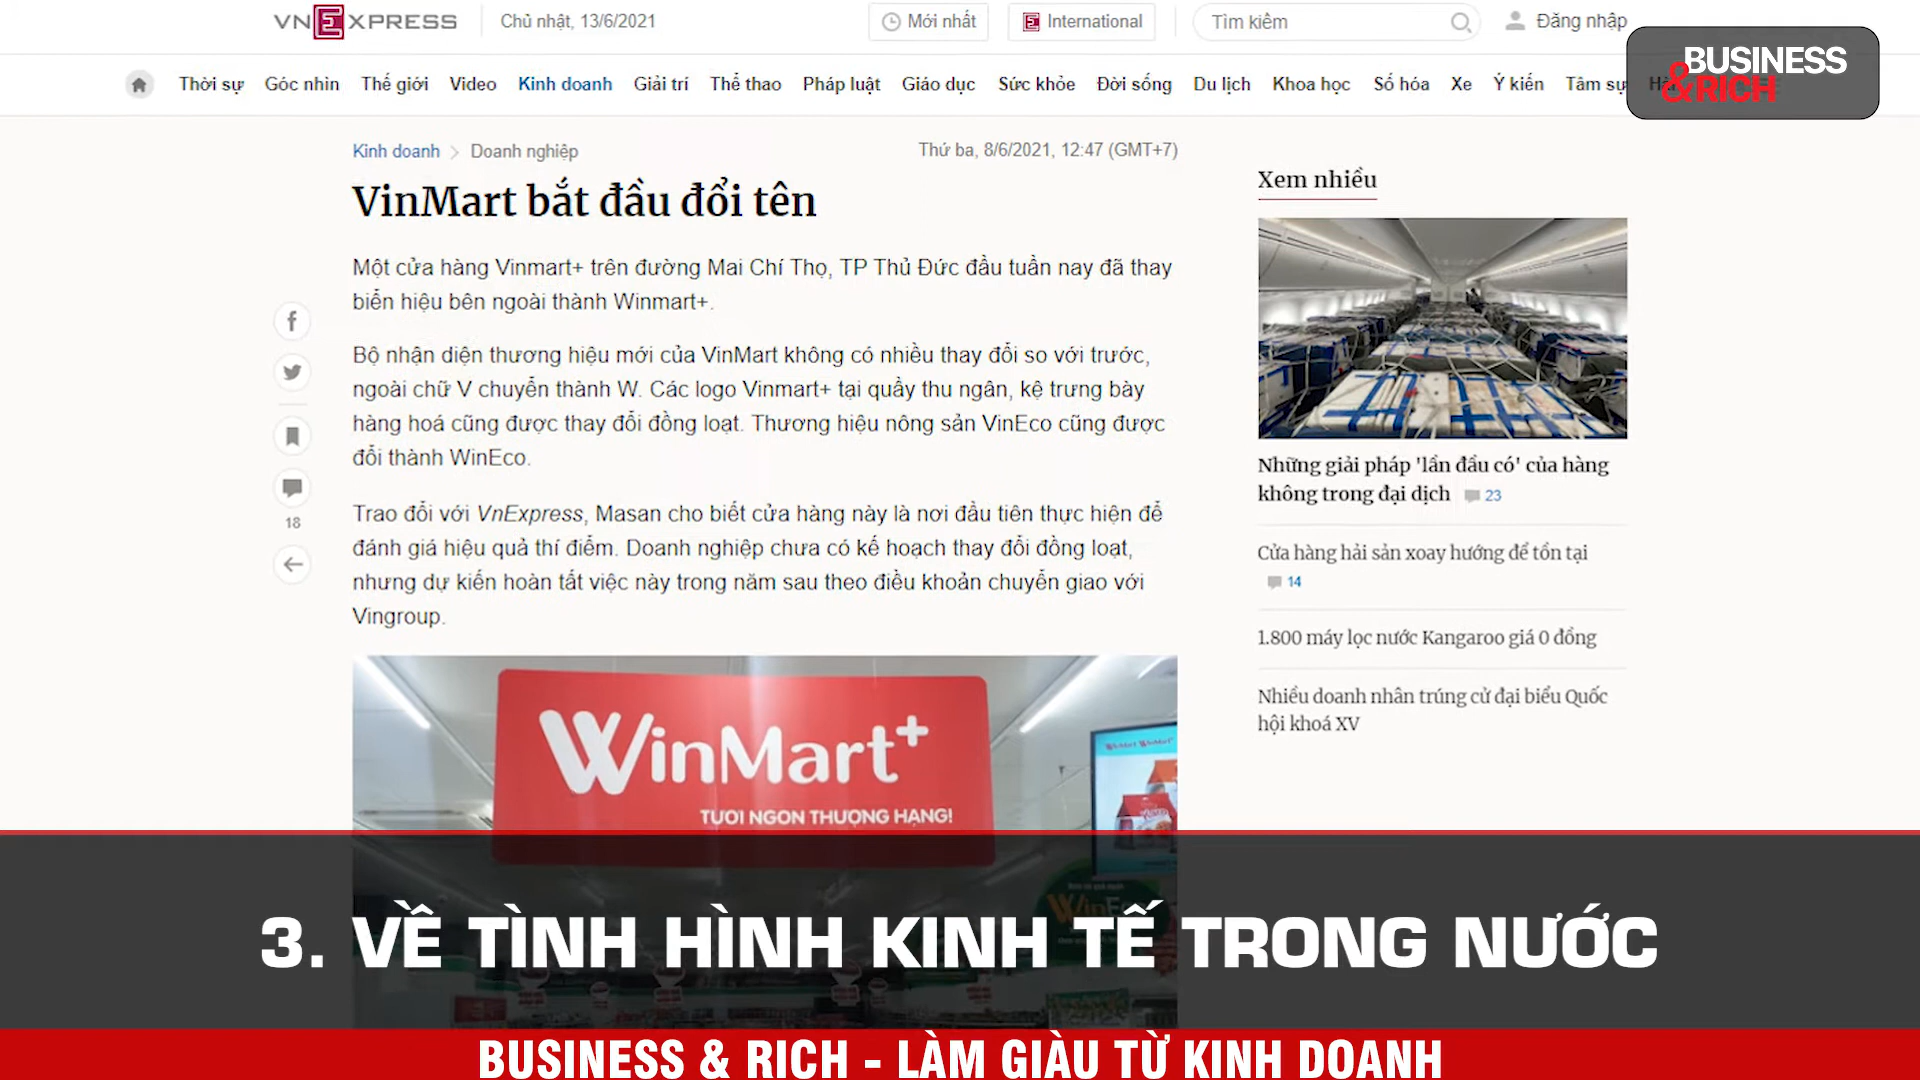 VNEXPRESS
Chủ nhật, 13/6/2021
Mới nhất
International
Tìm kiếm
Đăng nhập
BUSINESS
&RICH
Thời sự Góc nhìn Thế giới Video Kinh doanh Giải trí Thể thao Pháp luật Giáo dục Sức khỏe Đời sống Du lịch Khoa học Số hóa Xe Ý kiến Tâm sự
Kinh doanh > Doanh nghiệp
Thứ ba, 8/6/2021, 12:47 (GMT+7)
VinMart bắt đầu đổi tên
Một cửa hàng Vinmart+ trên đường Mai Chí Thọ, TP Thủ Đức đầu tuần nay đã thay
biển hiệu bên ngoài thành Winmart+.
Bộ nhận diện thương hiệu mới của VinMart không có nhiều thay đổi so với trước,
ngoài chữ V chuyển thành W. Các logo Vinmart+ tại quầy thu ngân, kệ trưng bày
hàng hoá cũng được thay đổi đồng loạt. Thương hiệu nông sản VinEco cũng được
đổi thành WinEco.
Trao đổi với VnExpress, Masan cho biết cửa hàng này là nơi đầu tiên thực hiện để
đánh giá hiệu quả thí điểm. Doanh nghiệp chưa có kế hoạch thay đổi đồng loạt,
nhưng dự kiến hoàn tất việc này trong năm sau theo điều khoản chuyển giao với
Vingroup.
18
Xem nhiều
Những giải pháp 'lần đầu có' của hàng
không trong đại dịch 23
Cửa hàng hải sản xoay hướng để tồn tại
14
1.800 máy lọc nước Kangaroo giá 0 đồng
Nhiều doanh nhân trúng cử đại biểu Quốc
hội khoá XV
WinMart+
TƯƠI NGON THƯỢNG HẠNG!
WinEco
3. VỀ TÌNH HÌNH KINH TẾ TRONG NƯỚC
BUSINESS & RICH - LÀM GIÀU TỪ KINH DOANH